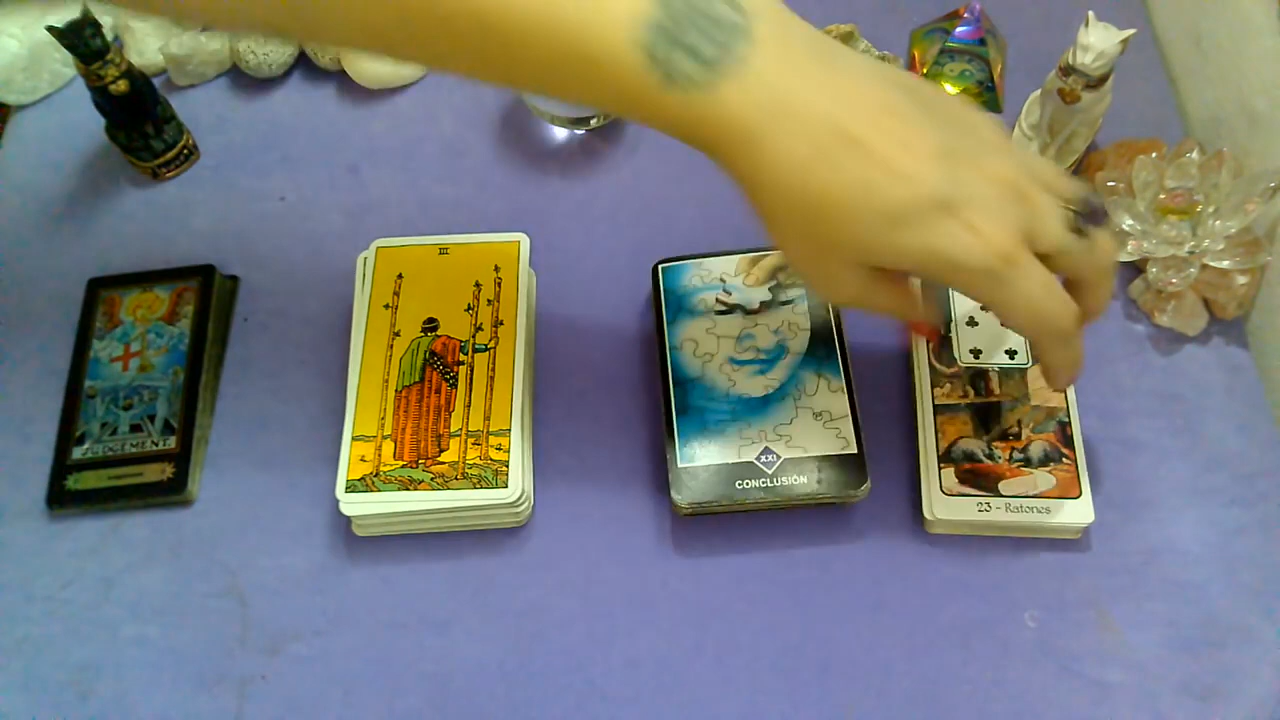 JUDGEMENT.
III
XXI
CONCLUSIÓN
23 - Ratones